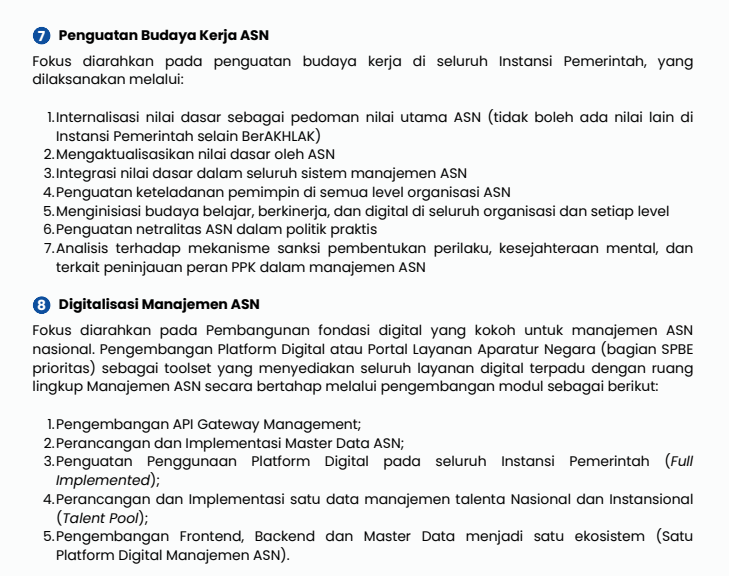 7 Penguatan Budaya Kerja ASN
Fokus diarahkan pada penguatan budaya kerja di seluruh Instansi Pemerintah, yang
dilaksanakan melalui:
1.Internalisasi nilai dasar sebagai pedoman nilai utama ASN (tidak boleh ada nilai lain di
Instansi Pemerintah selain BerAKHLAK)
2.Mengaktualisasikan nilai dasar oleh ASN
3.Integrasi nilai dasar dalam seluruh sistem manajemen ASN
4.Penguatan keteladanan pemimpin di semua level organisasi ASN
5.Menginisiasi budaya belajar, berkinerja, dan digital di seluruh organisasi dan setiap level
6.Penguatan netralitas ASN dalam politik praktis
7.Analisis terhadap mekanisme sanksi pembentukan perilaku, kesejahteraan mental, dan
terkait peninjauan peran PPK dalam manajemen ASN
8 Digitalisasi Manajemen ASN
Fokus diarahkan pada Pembangunan fondasi digital yang kokoh untuk manajemen ASN
nasional. Pengembangan Platform Digital atau Portal Layanan Aparatur Negara (bagian SPBE
prioritas) sebagai toolset yang menyediakan seluruh layanan digital terpadu dengan ruang
lingkup Manajemen ASN secara bertahap melalui pengembangan modul sebagai berikut:
1.Pengembangan API Gateway Management;
2.Perancangan dan Implementasi Master Data ASN;
3.Penguatan Penggunaan Platform Digital pada seluruh Instansi Pemerintah (Full
Implemented);
4.Perancangan dan Implementasi satu data manajemen talenta Nasional dan Instansional
(Talent Pool);
5.Pengembangan Frontend, Backend dan Master Data menjadi satu ekosistem (Satu
Platform Digital Manajemen ASN).